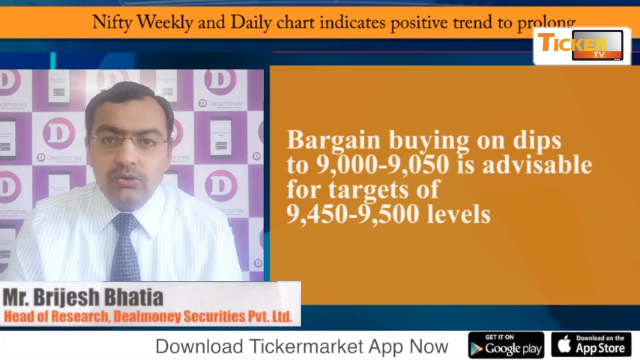 Nifty Weekly and Daily chart indicates positive trend to prolong
TICKER
TV
Bargain buying on dips
to 9,000-9,050 is advisable
for targets of
9,450-9,500 levels
D
Dealmoney
D
D
Mr. Brijesh Bhatia
Head of Research, Dealmoney Securities Pvt. Ltd.
Download Tickermarket App Now
GET IT ON
Google play
Download on the
App Store